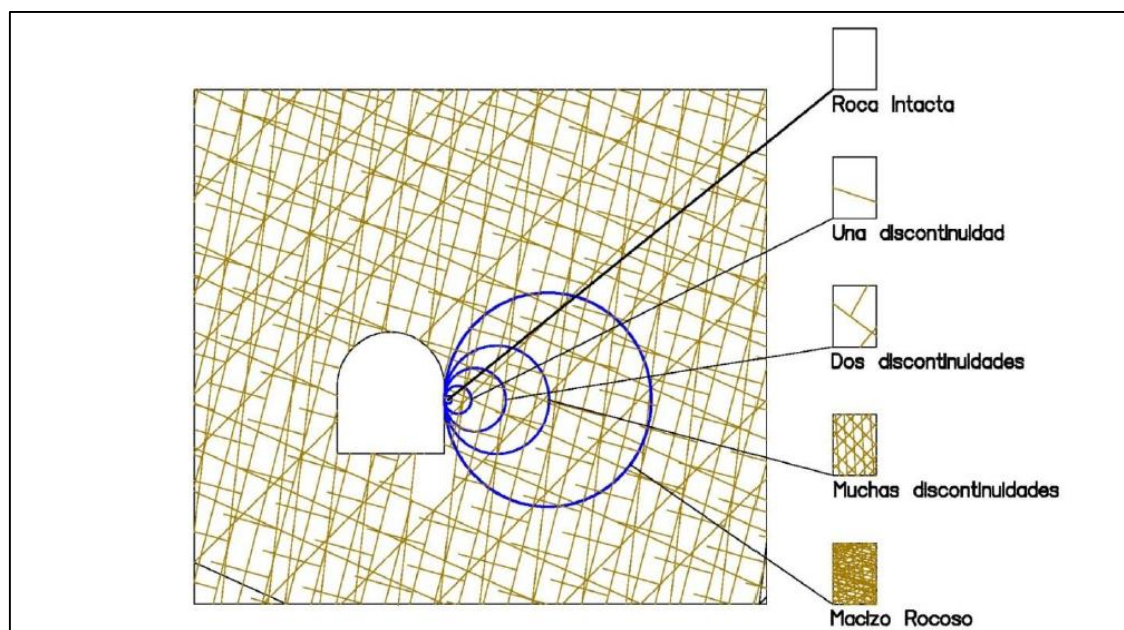 Roca Intacta
Una discontinuidad
Dos discontinuidades
Muchas discontinuidades
Macizo Rocoso